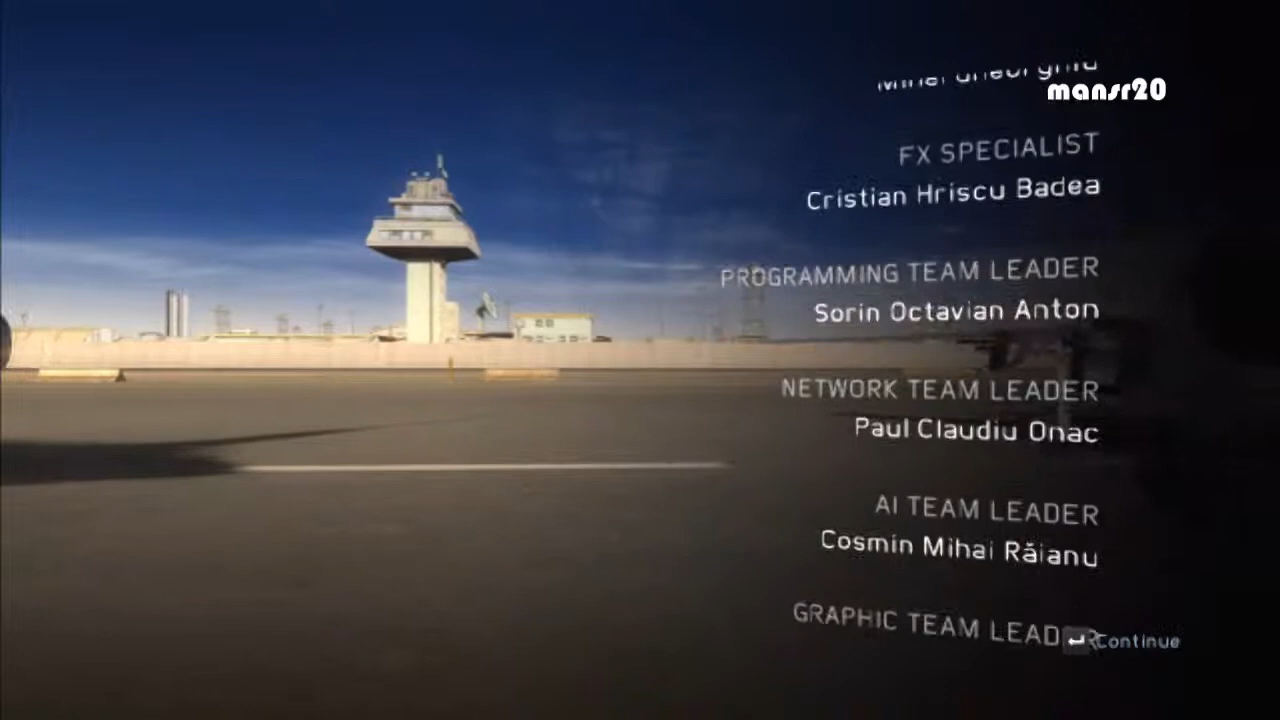 mansr20
FX SPECIALIST
Cristian Hriscu Badea
PROGRAMMING TEAM LEADER
Sorin Octavian Anton
NETWORK TEAM LEADER
Paul Claudiu Onac
AI TEAM LEADER
Cosmin Mihai Răianu
GRAPHIC TEAM LEADER
Continue